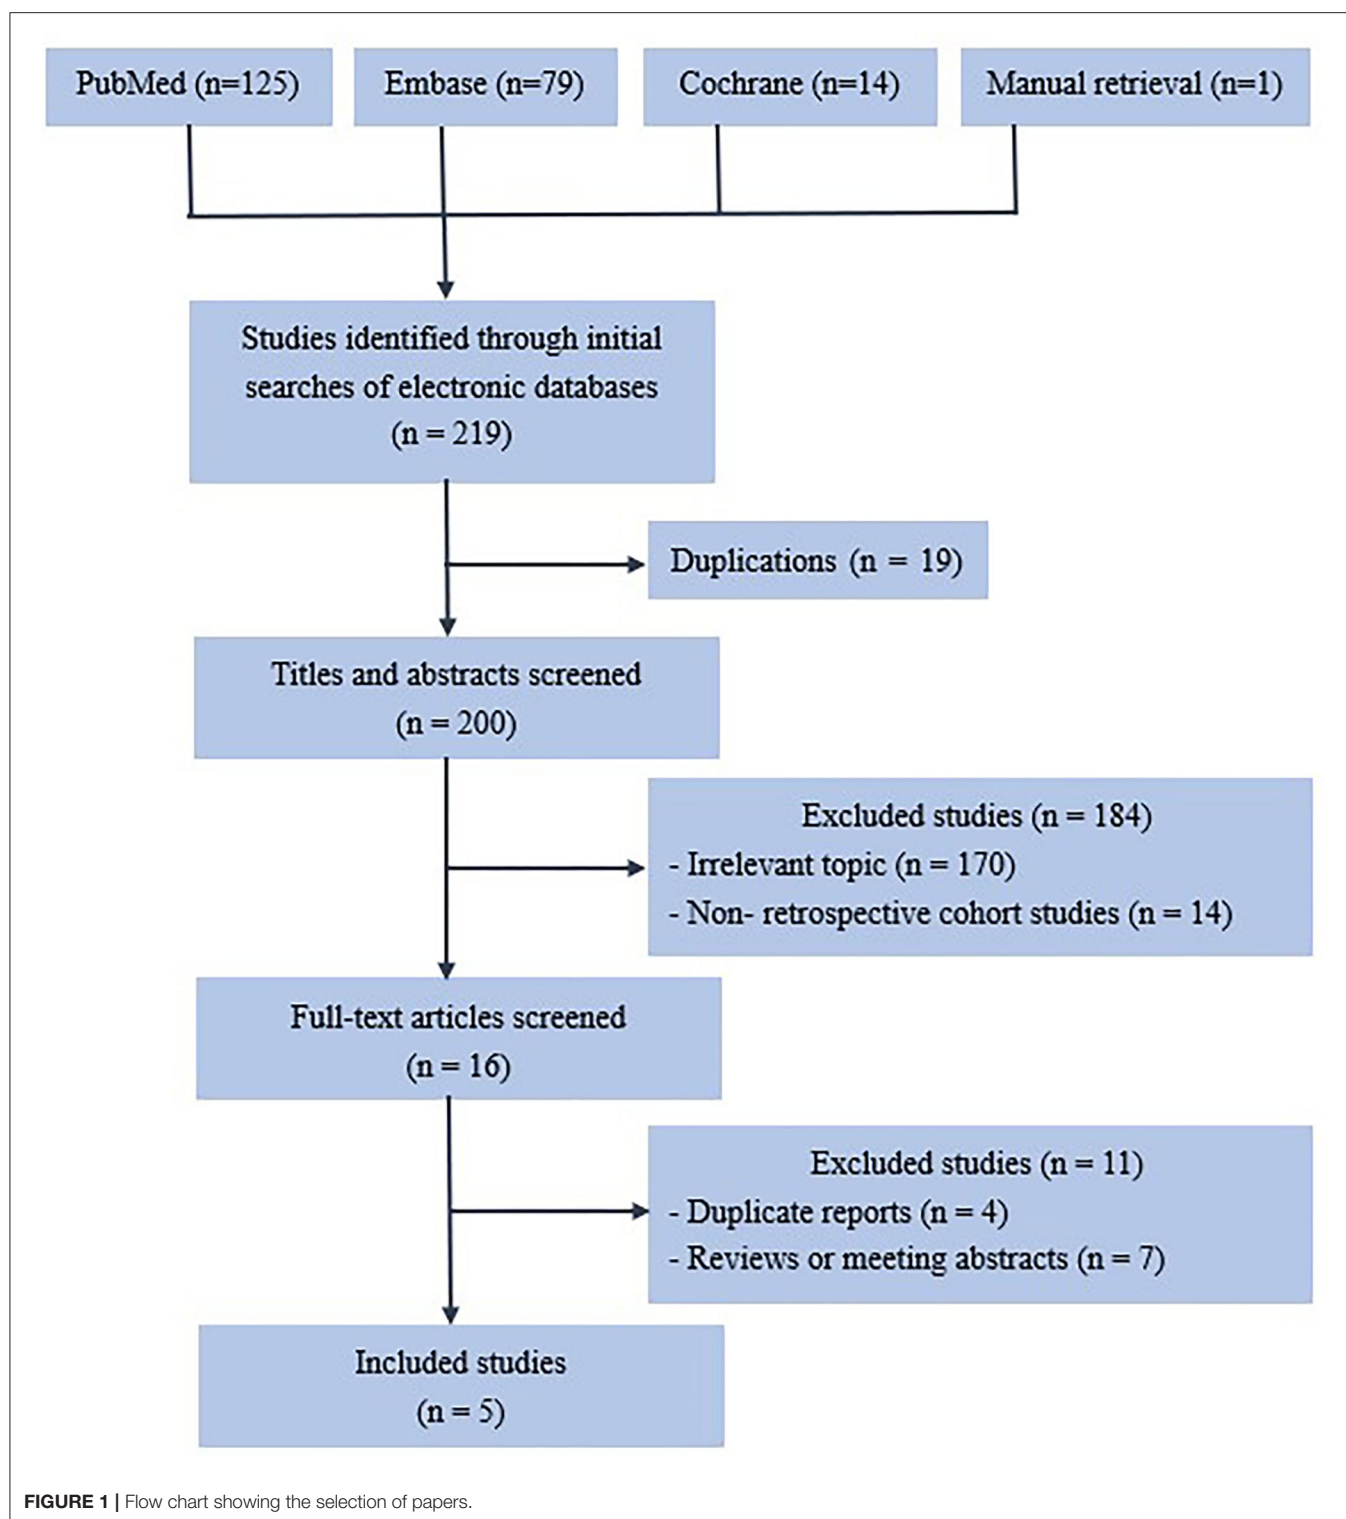 PubMed (n=125)
Embase (n=79)
Cochrane (n=14)
Manual retrieval (n=1)
Studies identified through initial
searches of electronic databases
(n = 219)
Duplications (n = 19)
Titles and abstracts screened
(n = 200)
Excluded studies (n = 184)
- Irrelevant topic (n = 170)
- Non- retrospective cohort studies (n = 14)
Full-text articles screened
(n = 16)
Excluded studies (n = 11)
- Duplicate reports (n = 4)
- Reviews or meeting abstracts (n = 7)
Included studies
(n = 5)
FIGURE 1 | Flow chart showing the selection of papers.